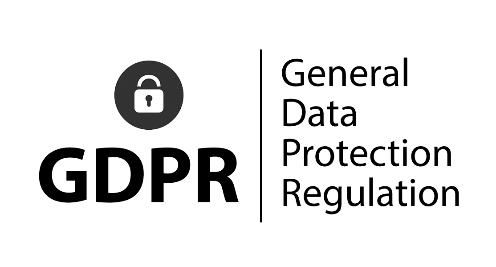 GDPR
General
Data
Protection
Regulation